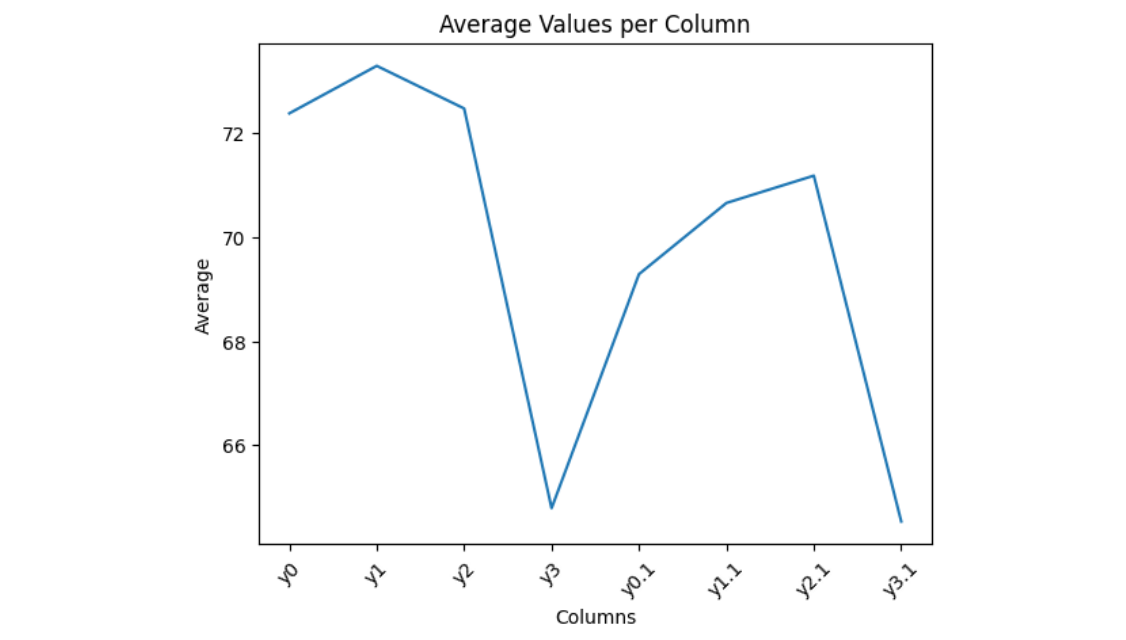 Average Values per Column
72
70
68
66
Average
y0
y1
y2
y3
y0.1
y1.1
y2.1
y3.1
Columns